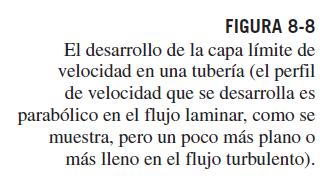 FIGURA 8-8
El desarrollo de la capa límite de
velocidad en una tubería (el perfil
de velocidad que se desarrolla es
parabólico en el flujo laminar, como se
muestra, pero un poco más plano o
más lleno en el flujo turbulento).